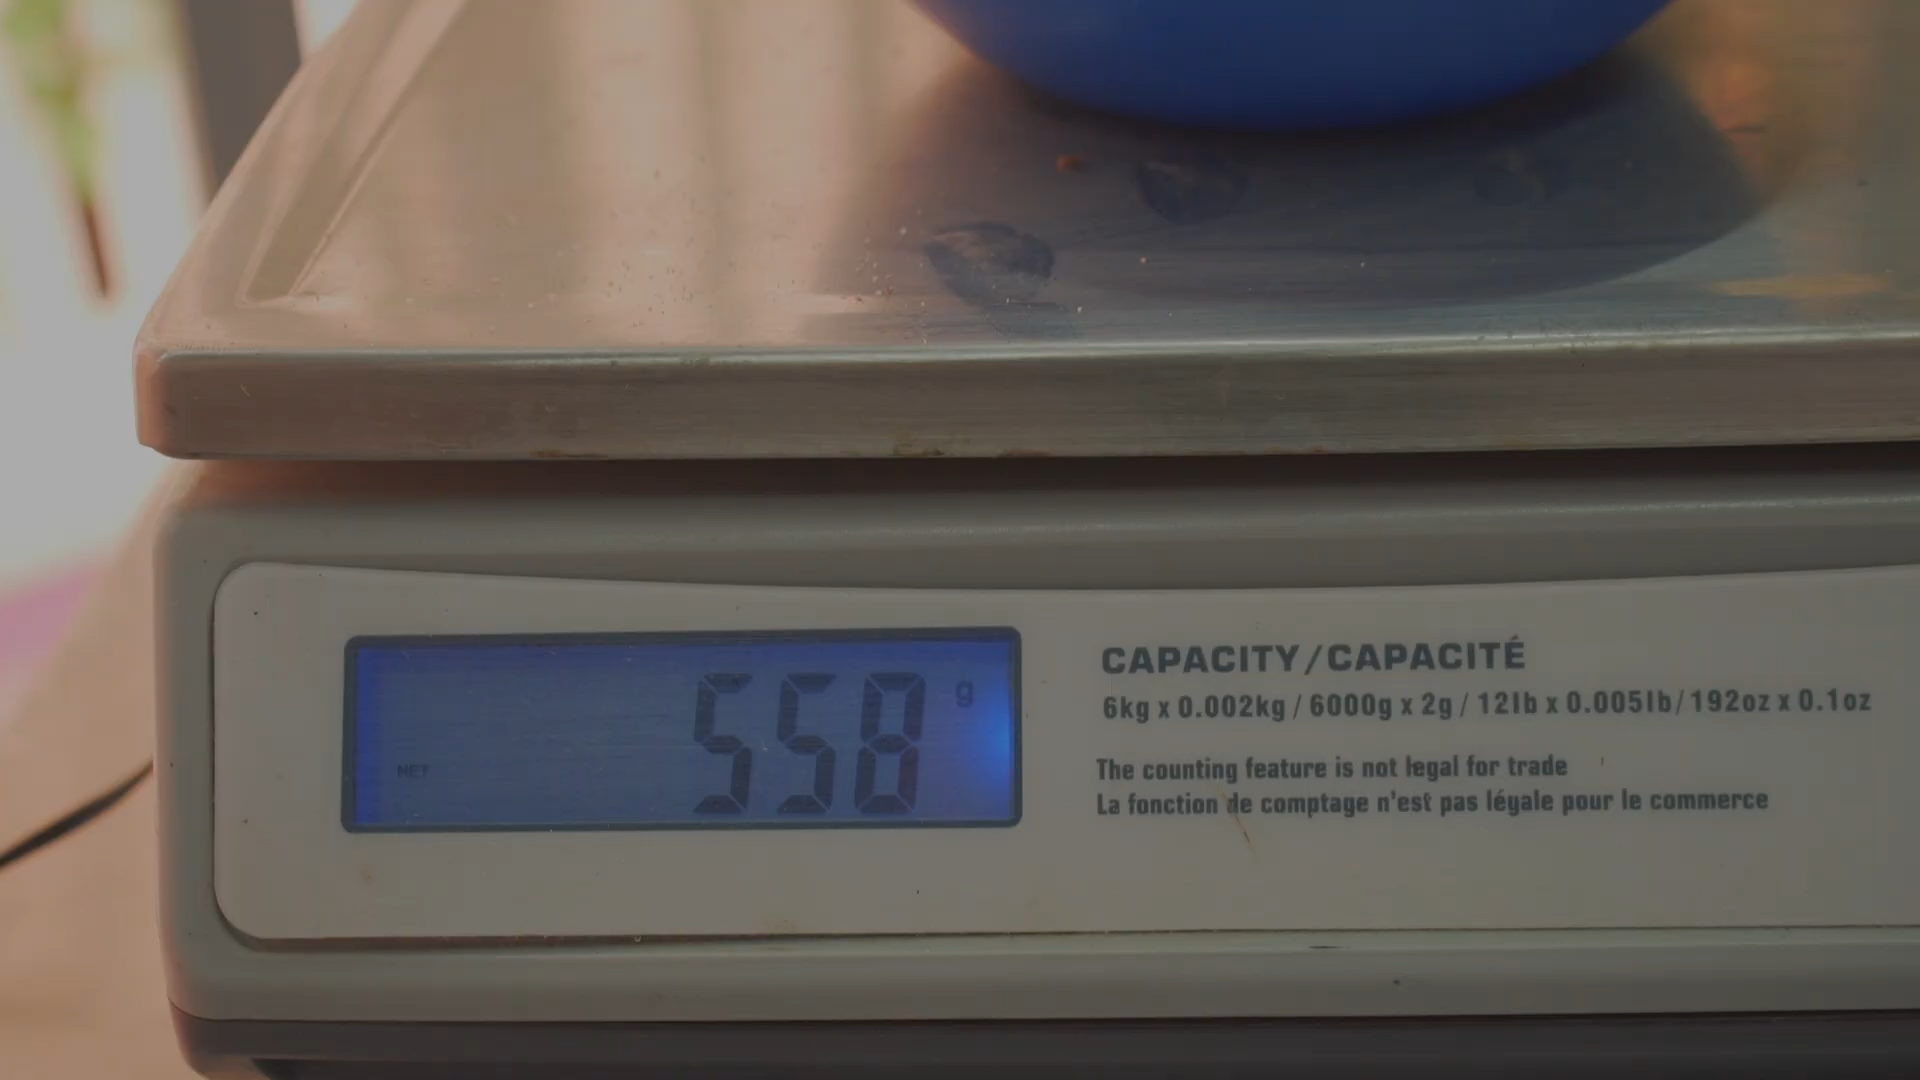 CAPACITY/CAPACITÉ
6kg x 0.002kg / 6000g x 2g / 12lb x 0.005lb/ 192oz x 0.1oz
558 g
NET
The counting feature is not legal for trade
La fonction de comptage n'est pas légale pour le commerce